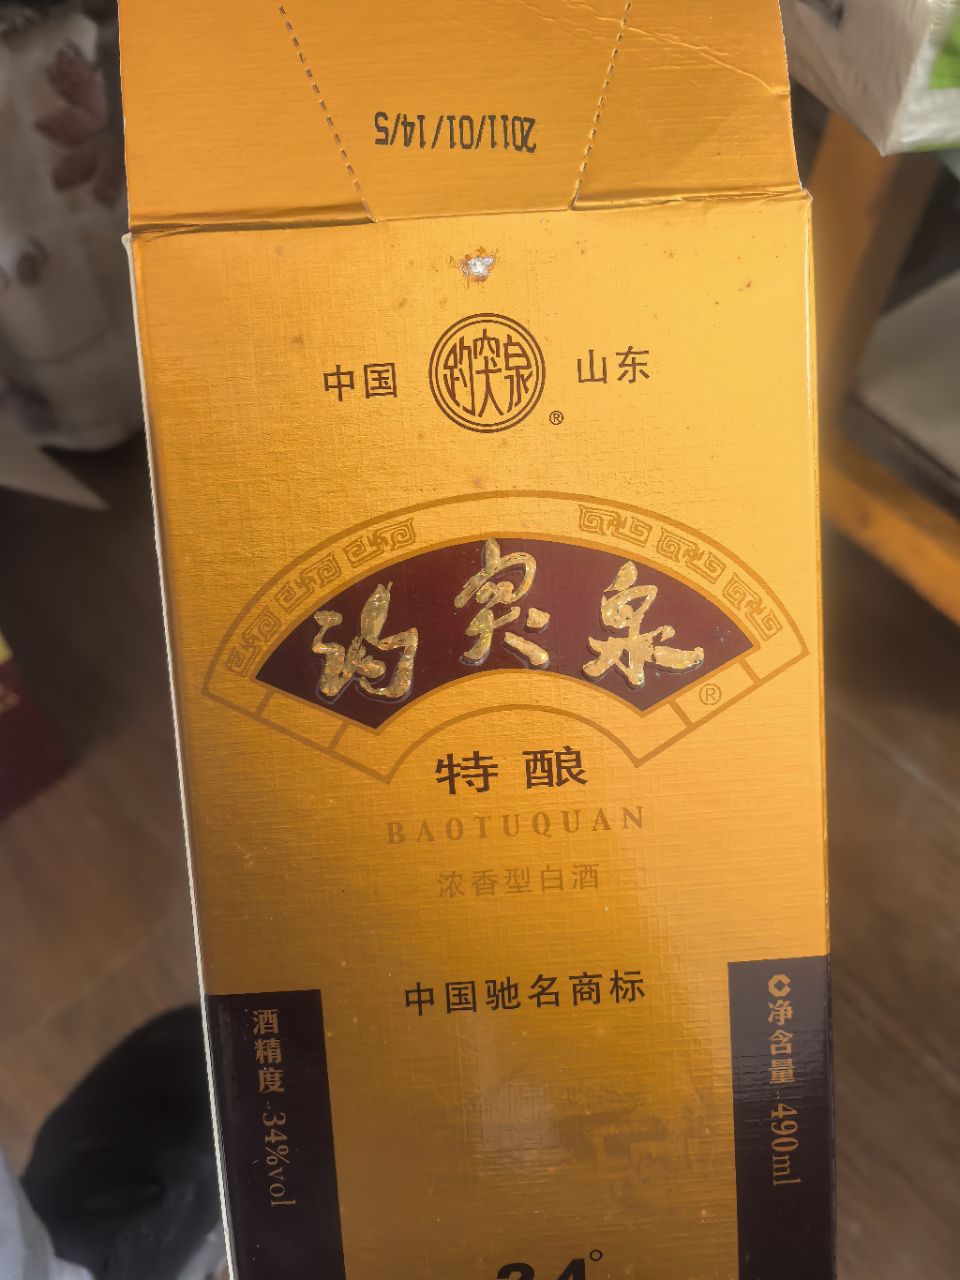 2011/01/14/5
中国 趵突泉 ® 山东
趵突泉 ®
特酿
BAOTUQUAN
浓香型白酒
中国驰名商标
酒精度:34%vol
净含量:490ml
34°